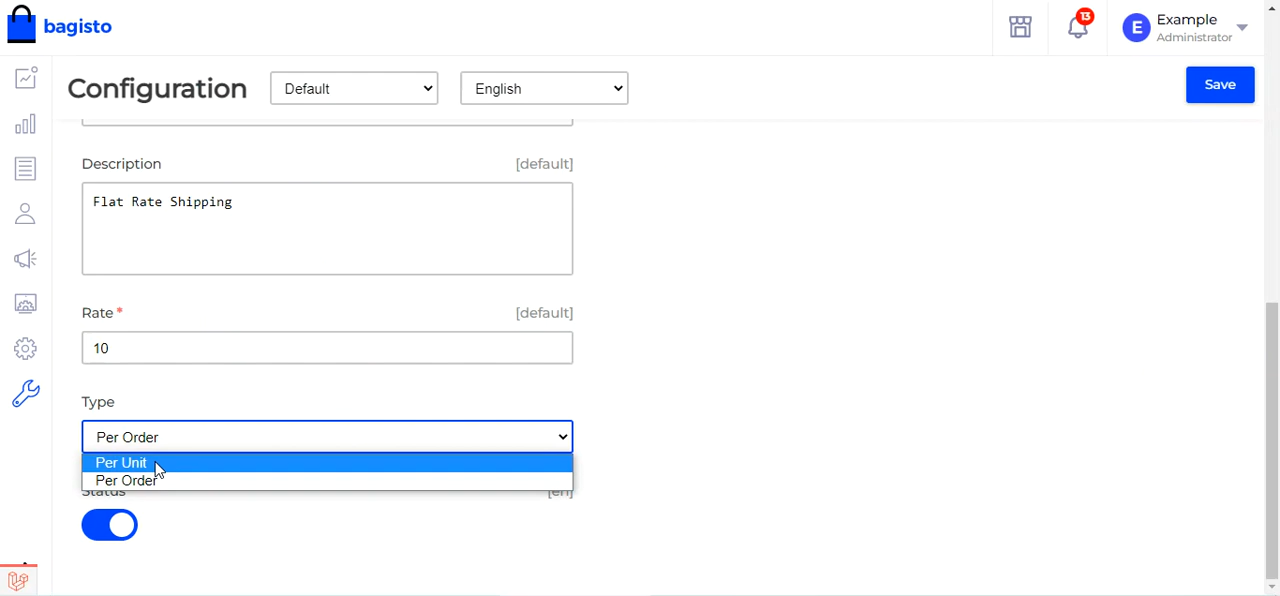 bagisto
13
E
Example
Administrator
Configuration
Default
English
Save
Description
[default]
Flat Rate Shipping
Rate*
[default]
10
Type
Per Order
Per Unit
Per Order
Status
[en]